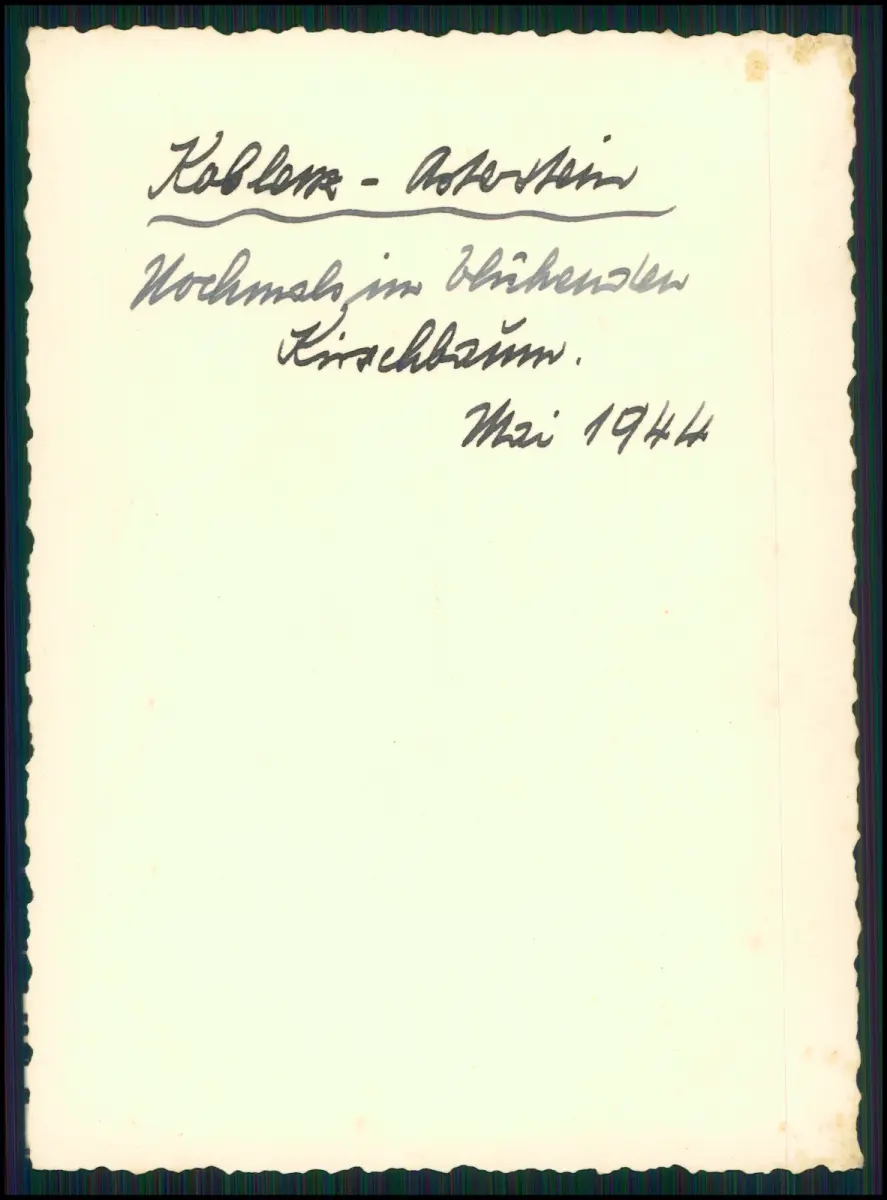 Koblenz - Asterstein
Nochmals im blühenden
Kirschbaum.
Mai 1944